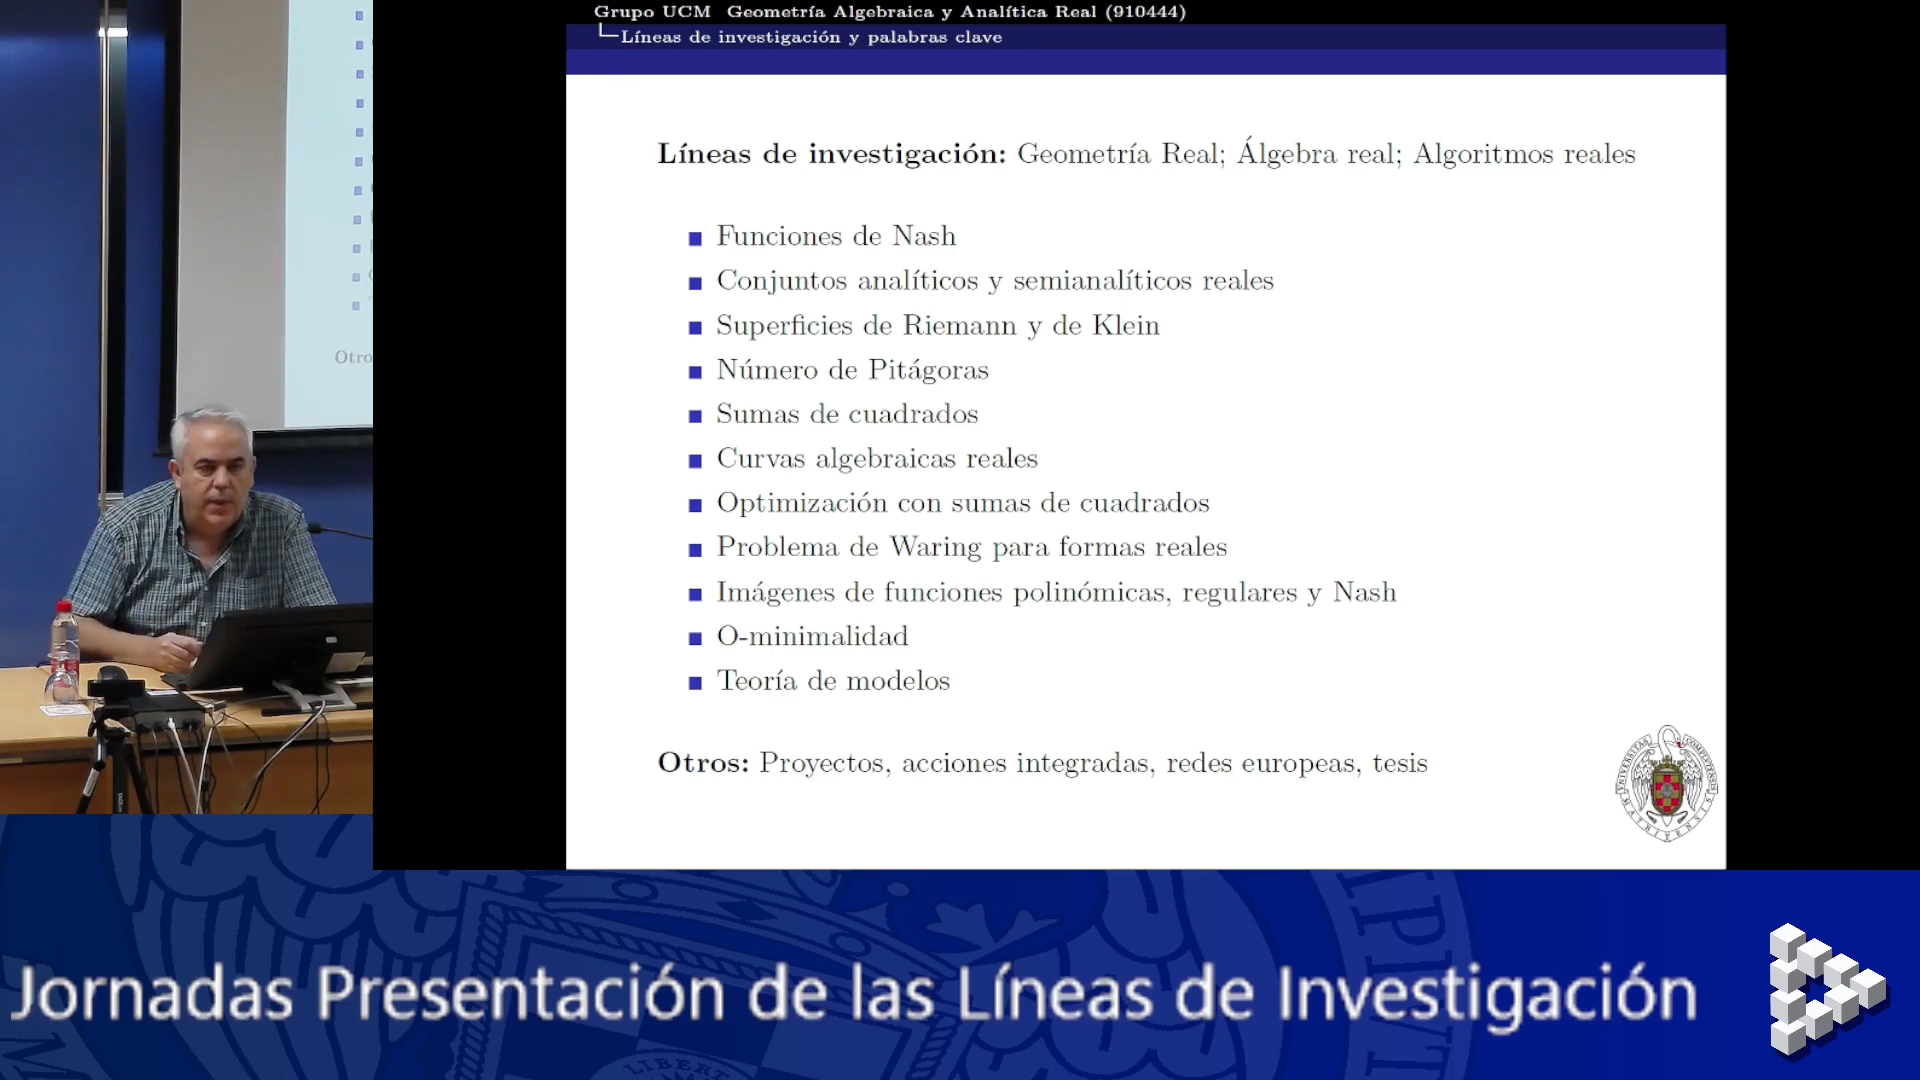 Grupo UCM Geometría Algebraica y Analítica Real (910444)
Líneas de investigación y palabras clave
Líneas de investigación: Geometría Real; Álgebra real; Algoritmos reales
Funciones de Nash
Conjuntos analíticos y semianalíticos reales
Superficies de Riemann y de Klein
Número de Pitágoras
Sumas de cuadrados
Curvas algebraicas reales
Optimización con sumas de cuadrados
Problema de Waring para formas reales
Imágenes de funciones polinómicas, regulares y Nash
O-minimalidad
Teoría de modelos
Otros: Proyectos, acciones integradas, redes europeas, tesis
Otro
Jornadas Presentación de las Líneas de Investigación
LIBERT